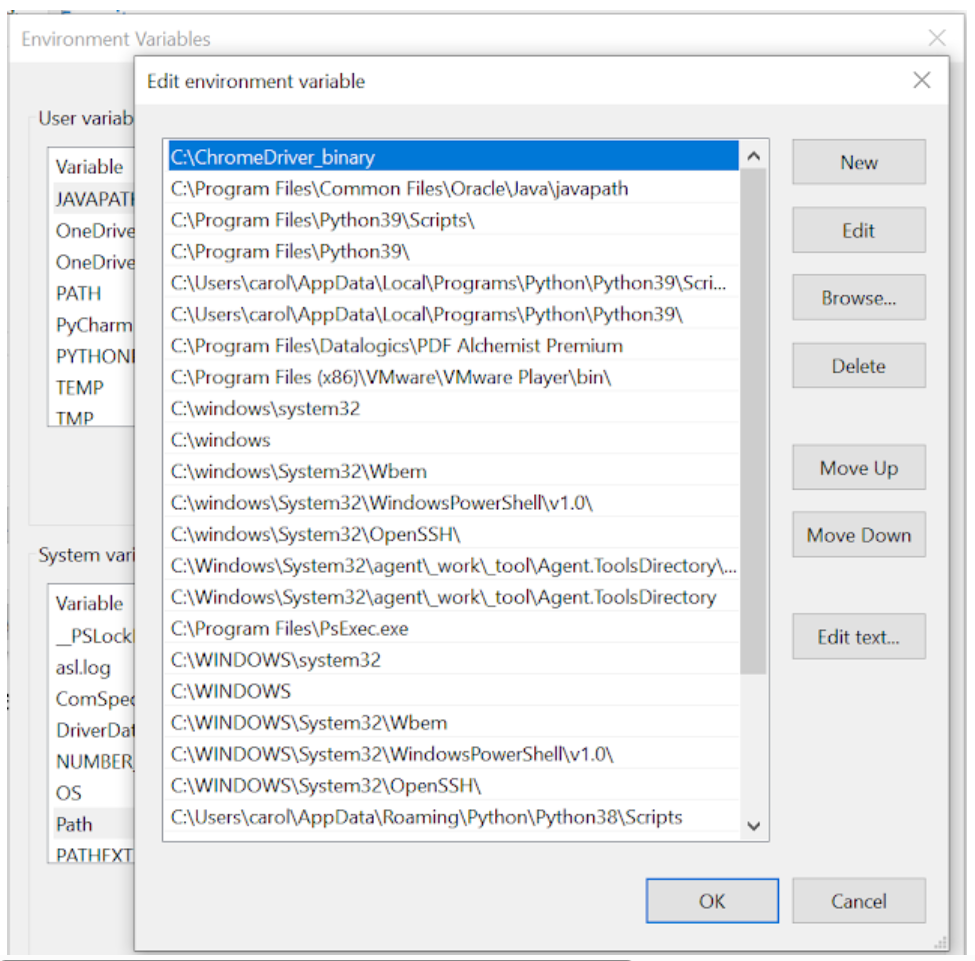 Environment Variables
Edit environment variable
User variab
Variable
JAVAPATH
OneDrive
OneDrive
PATH
PyCharm
PYTHON
TEMP
TMP
C:\ChromeDriver_binary
C:\Program Files\Common Files\Oracle\Java\javapath
C:\Program Files\Python39\Scripts\
C:\Program Files\Python39\
C:\Users\carol\AppData\Local\Programs\Python\Python39\Scri...
C:\Users\carol\AppData\Local\Programs\Python\Python39\
C:\Program Files\Datalogics\PDF Alchemist Premium
C:\Program Files (x86)\VMware\VMware Player\bin\
C:\windows\system32
C:\windows
C:\windows\System32\Wbem
C:\windows\System32\WindowsPowerShell\v1.0\
C:\windows\System32\OpenSSH\
C:\Windows\System32\agent\_work\_tool\Agent.ToolsDirectory\...
C:\Windows\System32\agent\_work\_tool\Agent.ToolsDirectory
C:\Program Files\PsExec.exe
C:\WINDOWS\system32
C:\WINDOWS
C:\WINDOWS\System32\Wbem
C:\WINDOWS\System32\WindowsPowerShell\v1.0\
C:\WINDOWS\System32\OpenSSH\
C:\Users\carol\AppData\Roaming\Python\Python38\Scripts
New
Edit
Browse...
Delete
Move Up
Move Down
Edit text...
System vari
Variable
__PSLock
asl.log
ComSpec
DriverDat
NUMBER_
OS
Path
PATHEXT
OK
Cancel